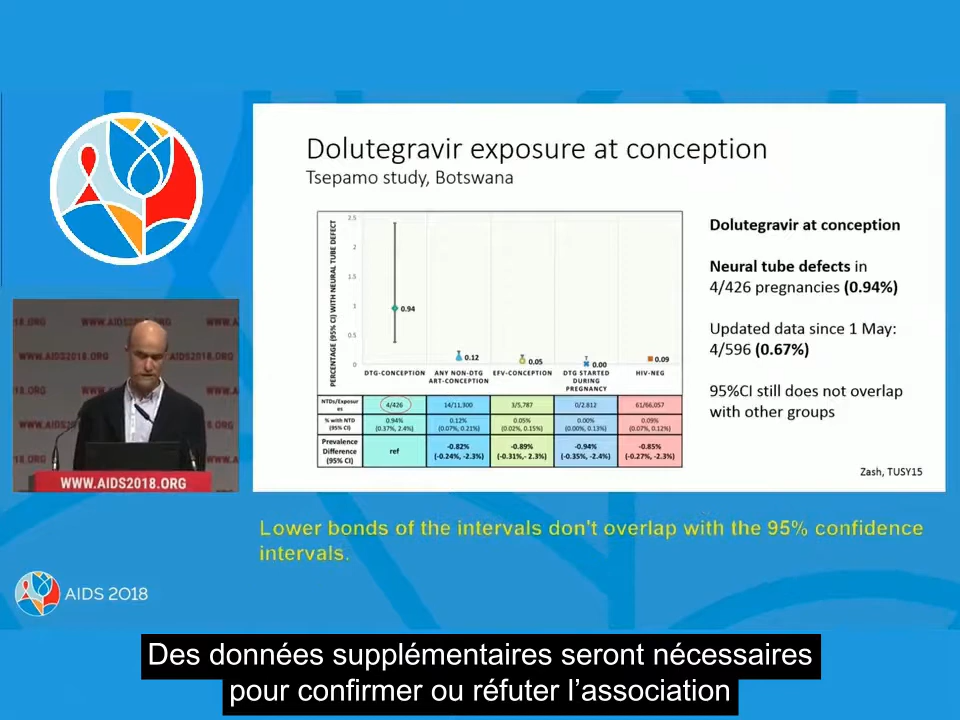 Dolutegravir exposure at conception
Tsepamo study, Botswana
PERCENTAGE (95% CI) WITH NEURAL TUBE DEFECT
2.5
2
1.5
1
0.5
0
0.94
0.12
0.05
0.00
0.09
DTG-CONCEPTION
ANY NON-DTG ART-CONCEPTION
EFV-CONCEPTION
DTG STARTED DURING PREGNANCY
HIV-NEG
NTDs/Exposures 4/426 14/11,300 3/5,787 0/2,812 61/66,057
% with NTD (95% CI) 0.94% (0.37%, 2.4%) 0.12% (0.07%, 0.21%) 0.05% (0.02%, 0.15%) 0.00% (0.00%, 0.13%) 0.09% (0.07%, 0.12%)
Prevalence Difference (95% CI) ref -0.82% (-0.24%, -2.3%) -0.89% (-0.31%,- 2.3%) -0.94% (-0.35%, -2.4%) -0.85% (-0.27%, -2.3%)
Dolutegravir at conception
Neural tube defects in
4/426 pregnancies (0.94%)
Updated data since 1 May:
4/596 (0.67%)
95%CI still does not overlap
with other groups
Zash, TUSY15
WWW.AIDS2018.ORG
WWW.AIDS2018.ORG
Lower bonds of the intervals don't overlap with the 95% confidence
intervals.
AIDS 2018
Des données supplémentaires seront nécessaires
pour confirmer ou réfuter l'association